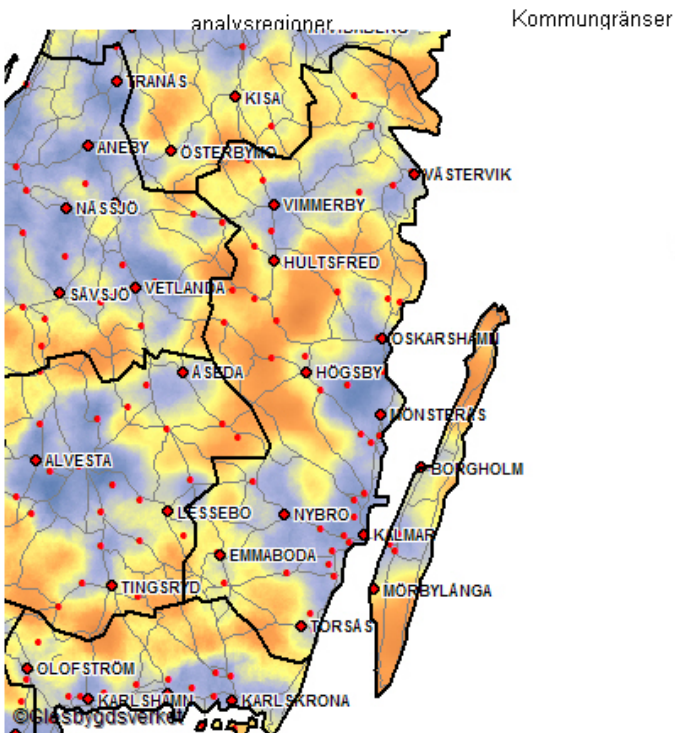 analysregioner
Kommungränser
TRANÅS
KISA
ANEBY
ÖSTERBYMO
VÄSTERVIK
NÄSSJÖ
VIMMERBY
HULTSFRED
SÄVSJÖ
VETLANDA
OSKARSHAMN
ÅSEDA
HÖGSBY
MÖNSTERÅS
ALVESTA
BORGHOLM
LESSEBO
NYBRO
KALMAR
EMMABODA
TINGSRYD
MÖRBYLÅNGA
TORSÅS
OLOFSTRÖM
KARLSHAMN
KARLSKRONA
©Glesbygdsverket